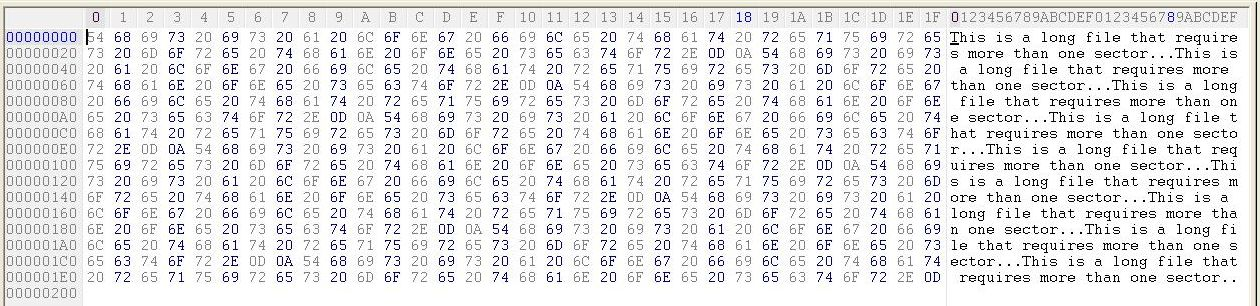 0 1 2 3 4 5 6 7 8 9 A B C D E F 10 11 12 13 14 15 16 17 18 19 1A 1B 1C 1D 1E 1F 0123456789ABCDEF0123456789ABCDEF
00000000 54 68 69 73 20 69 73 20 61 20 6C 6F 6E 67 20 66 69 6C 65 20 74 68 61 74 20 72 65 71 75 69 72 65 This is a long file that require
00000020 73 20 6D 6F 72 65 20 74 68 61 6E 20 6F 6E 65 20 73 65 63 74 6F 72 2E 0D 0A 54 68 69 73 20 69 73 s more than one sector...This is
00000040 20 61 20 6C 6F 6E 67 20 66 69 6C 65 20 74 68 61 74 20 72 65 71 75 69 72 65 73 20 6D 6F 72 65 20 a long file that requires more
00000060 74 68 61 6E 20 6F 6E 65 20 73 65 63 74 6F 72 2E 0D 0A 54 68 69 73 20 69 73 20 61 20 6C 6F 6E 67 than one sector...This is a long
00000080 20 66 69 6C 65 20 74 68 61 74 20 72 65 71 75 69 72 65 73 20 6D 6F 72 65 20 74 68 61 6E 20 6F 6E file that requires more than on
000000A0 65 20 73 65 63 74 6F 72 2E 0D 0A 54 68 69 73 20 69 73 20 61 20 6C 6F 6E 67 20 66 69 6C 65 20 74 e sector...This is a long file t
000000C0 68 61 74 20 72 65 71 75 69 72 65 73 20 6D 6F 72 65 20 74 68 61 6E 20 6F 6E 65 20 73 65 63 74 6F hat requires more than one secto
000000E0 72 2E 0D 0A 54 68 69 73 20 69 73 20 61 20 6C 6F 6E 67 20 66 69 6C 65 20 74 68 61 74 20 72 65 71 r...This is a long file that req
00000100 75 69 72 65 73 20 6D 6F 72 65 20 74 68 61 6E 20 6F 6E 65 20 73 65 63 74 6F 72 2E 0D 0A 54 68 69 uires more than one sector...Thi
00000120 73 20 69 73 20 61 20 6C 6F 6E 67 20 66 69 6C 65 20 74 68 61 74 20 72 65 71 75 69 72 65 73 20 6D s is a long file that requires m
00000140 6F 72 65 20 74 68 61 6E 20 6F 6E 65 20 73 65 63 74 6F 72 2E 0D 0A 54 68 69 73 20 69 73 20 61 20 ore than one sector...This is a
00000160 6C 6F 6E 67 20 66 69 6C 65 20 74 68 61 74 20 72 65 71 75 69 72 65 73 20 6D 6F 72 65 20 74 68 61 long file that requires more tha
00000180 6E 20 6F 6E 65 20 73 65 63 74 6F 72 2E 0D 0A 54 68 69 73 20 69 73 20 61 20 6C 6F 6E 67 20 66 69 n one sector...This is a long fi
000001A0 6C 65 20 74 68 61 74 20 72 65 71 75 69 72 65 73 20 6D 6F 72 65 20 74 68 61 6E 20 6F 6E 65 20 73 le that requires more than one s
000001C0 65 63 74 6F 72 2E 0D 0A 54 68 69 73 20 69 73 20 61 20 6C 6F 6E 67 20 66 69 6C 65 20 74 68 61 74 ector...This is a long file that
000001E0 20 72 65 71 75 69 72 65 73 20 6D 6F 72 65 20 74 68 61 6E 20 6F 6E 65 20 73 65 63 74 6F 72 2E 0D requires more than one sector..
00000200